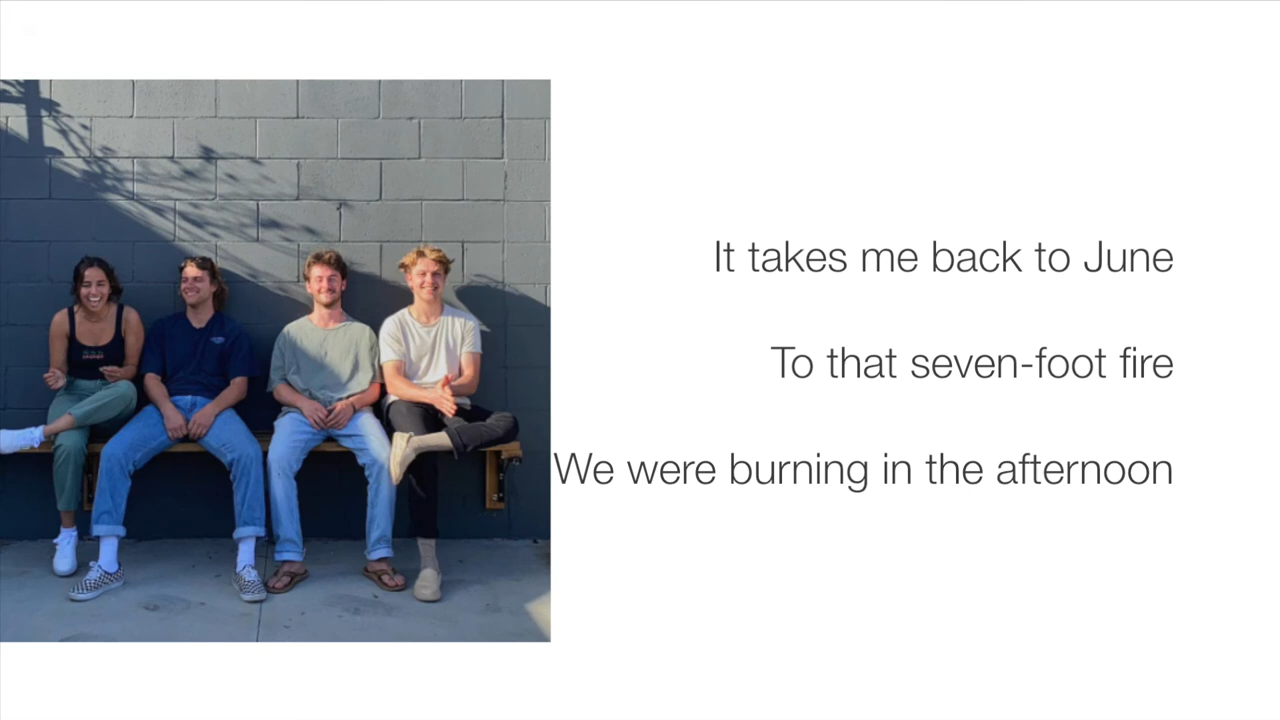 It takes me back to June
To that seven-foot fire
We were burning in the afternoon